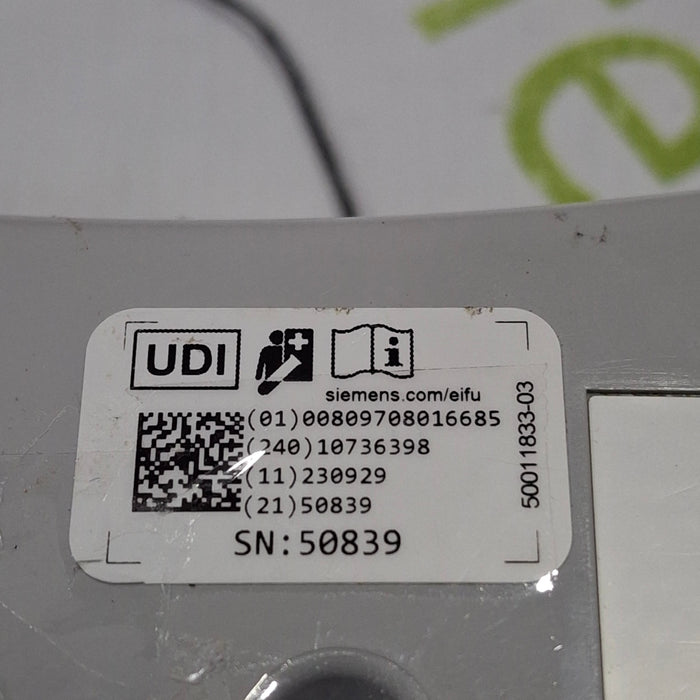 UDI
i
siemens.com/eifu
(01)00809708016685
(240)10736398
(11)230929
(21)50839
SN:50839
50011833-03